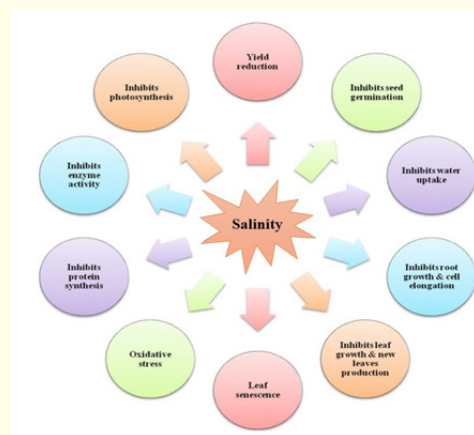 Yield
reduction
Inhibits seed
germination
Inhibits water
uptake
Inhibits root
growth & cell
elongation
Inhibits leaf
growth & new
leaves
production
Leaf
senescence
Oxidative
stress
Inhibits
protein
synthesis
Inhibits
enzyme
activity
Inhibits
photosynthesis
Salinity